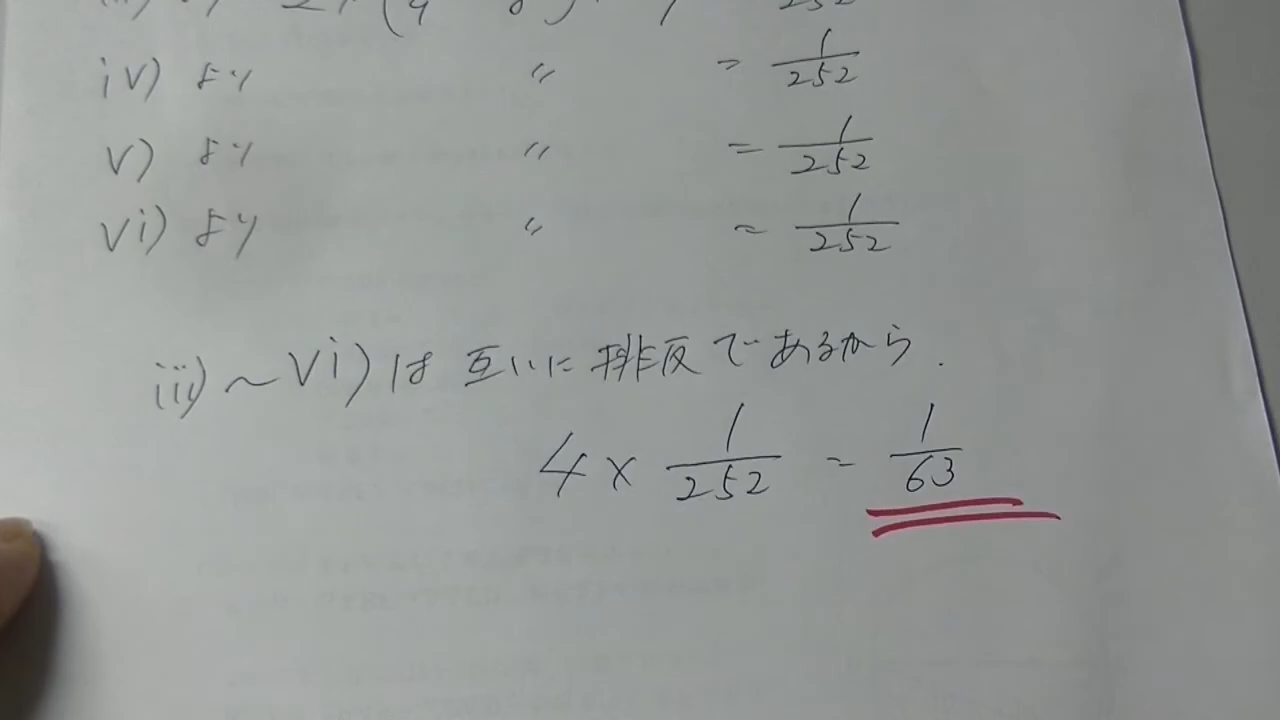 iv) より 〃 = 1/252
v) より 〃 = 1/252
vi) より 〃 = 1/252
iii)〜vi)は 互いに排反であるから.
4 × 1/252 = 1/63